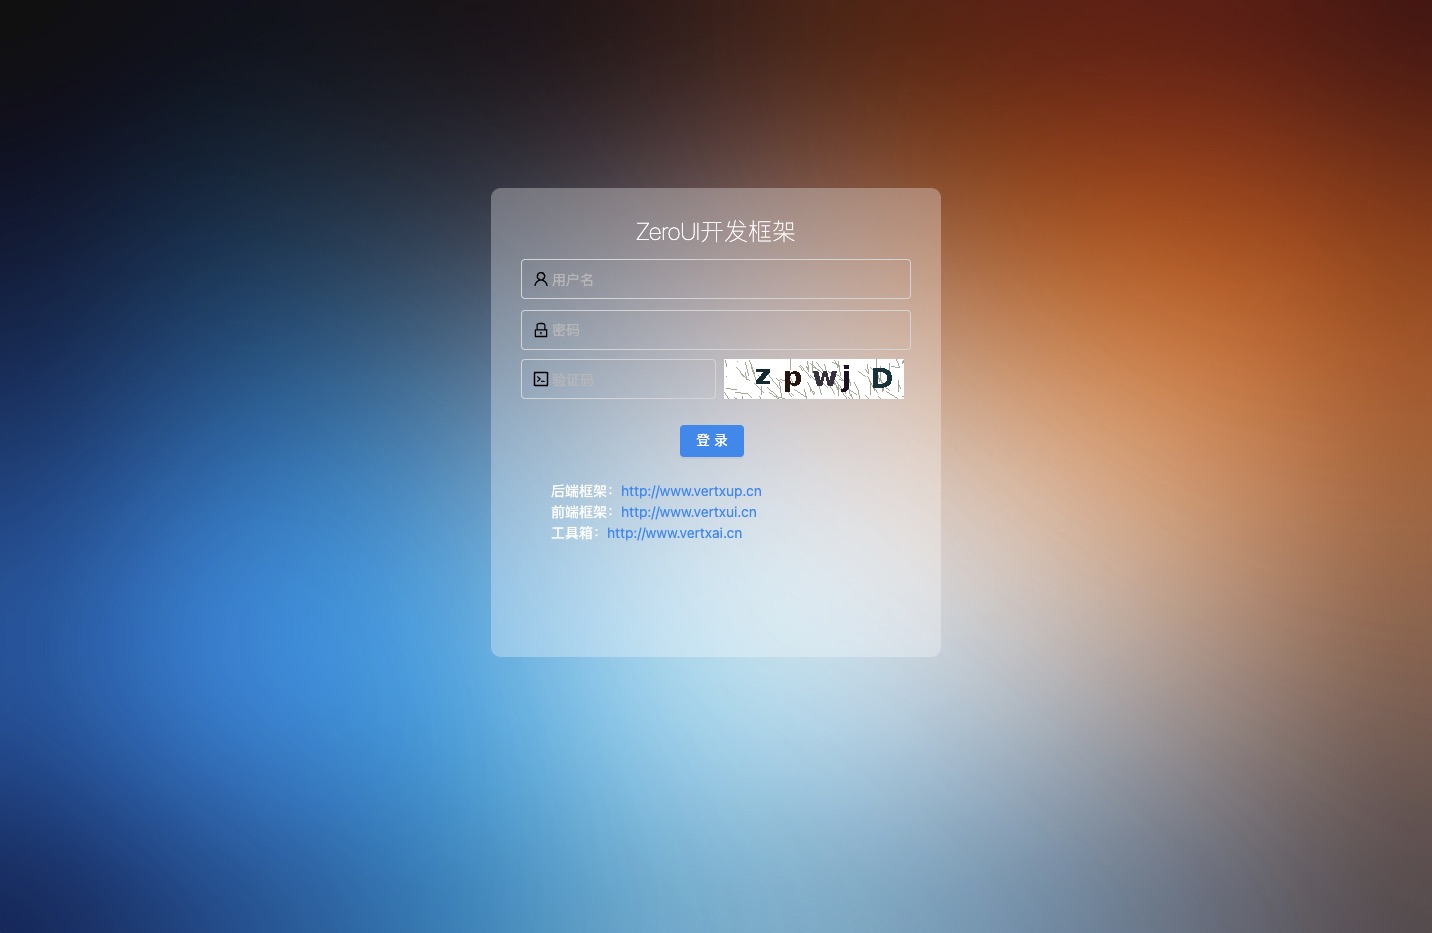 ZeroUI开发框架
用户名
密码
验证码 z p w j D
登 录
后端框架：http://www.vertxup.cn
前端框架：http://www.vertxui.cn
工具箱：http://www.vertxai.cn